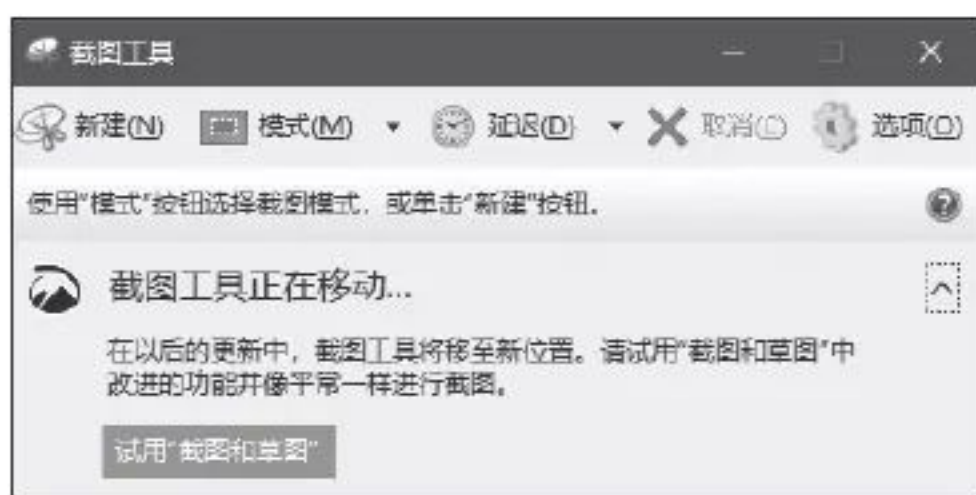 截图工具
新建(N) 模式(M) 延迟(D) 取消(C) 选项(O)
使用"模式"按钮选择截图模式，或单击"新建"按钮。
截图工具正在移动...
在以后的更新中，截图工具将移至新位置。请试用"截图和草图"中
改进的功能并像平常一样进行截图。
试用"截图和草图"